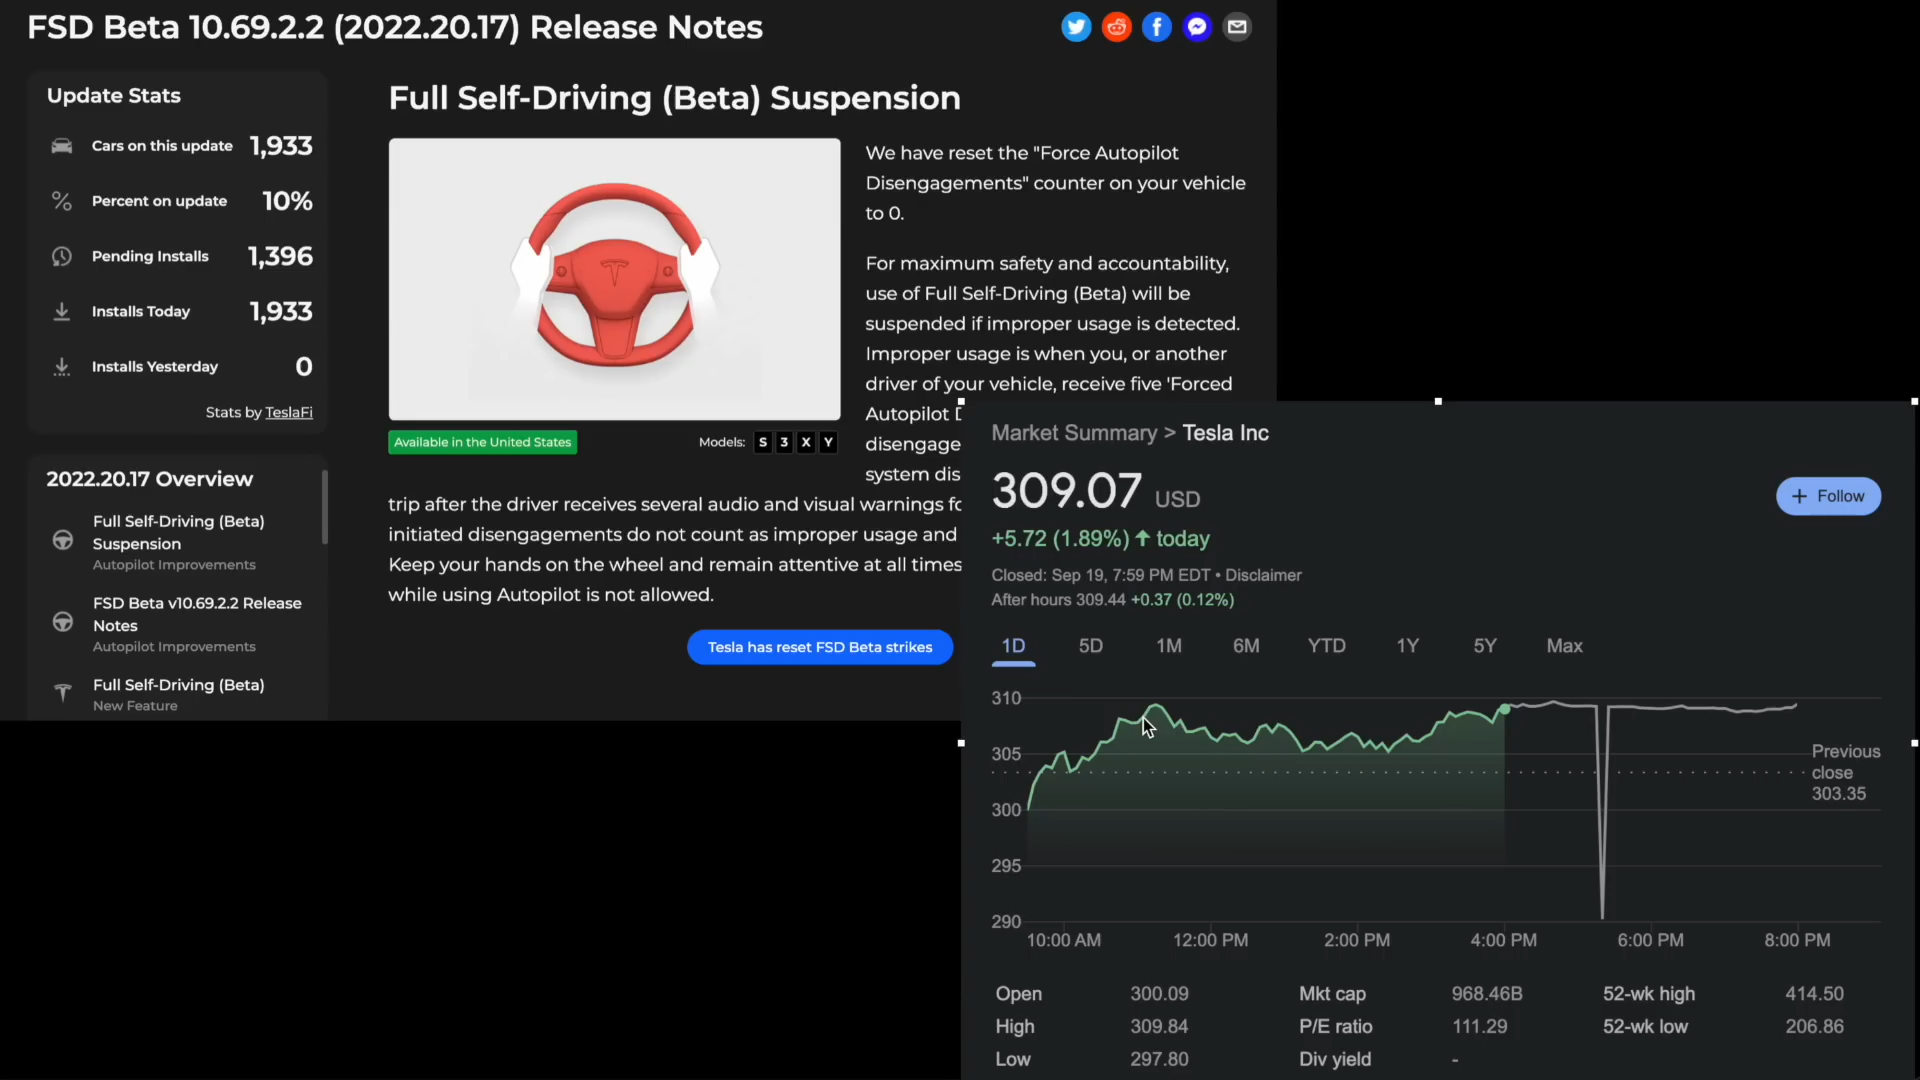 FSD Beta 10.69.2.2 (2022.20.17) Release Notes
Update Stats
Cars on this update 1,933
Percent on update 10%
Pending Installs 1,396
Installs Today 1,933
Installs Yesterday 0
Stats by TeslaFi
2022.20.17 Overview
Full Self-Driving (Beta)
Suspension
Autopilot Improvements
FSD Beta v10.69.2.2 Release
Notes
Autopilot Improvements
Full Self-Driving (Beta)
New Feature
Full Self-Driving (Beta) Suspension
We have reset the "Force Autopilot
Disengagements" counter on your vehicle
to 0.
For maximum safety and accountability,
use of Full Self-Driving (Beta) will be
suspended if improper usage is detected.
Improper usage is when you, or another
driver of your vehicle, receive five 'Forced
Autopilot
disengage
system dis
Available in the United States
Models: S 3 X Y
trip after the driver receives several audio and visual warnings fo
initiated disengagements do not count as improper usage and
Keep your hands on the wheel and remain attentive at all times
while using Autopilot is not allowed.
Tesla has reset FSD Beta strikes
Market Summary > Tesla Inc
309.07 USD
+ Follow
+5.72 (1.89%) ↑ today
Closed: Sep 19, 7:59 PM EDT • Disclaimer
After hours 309.44 +0.37 (0.12%)
1D 5D 1M 6M YTD 1Y 5Y Max
310
305
300
295
290
Previous
close
303.35
10:00 AM 12:00 PM 2:00 PM 4:00 PM 6:00 PM 8:00 PM
Open 300.09 Mkt cap 968.46B 52-wk high 414.50
High 309.84 P/E ratio 111.29 52-wk low 206.86
Low 297.80 Div yield -